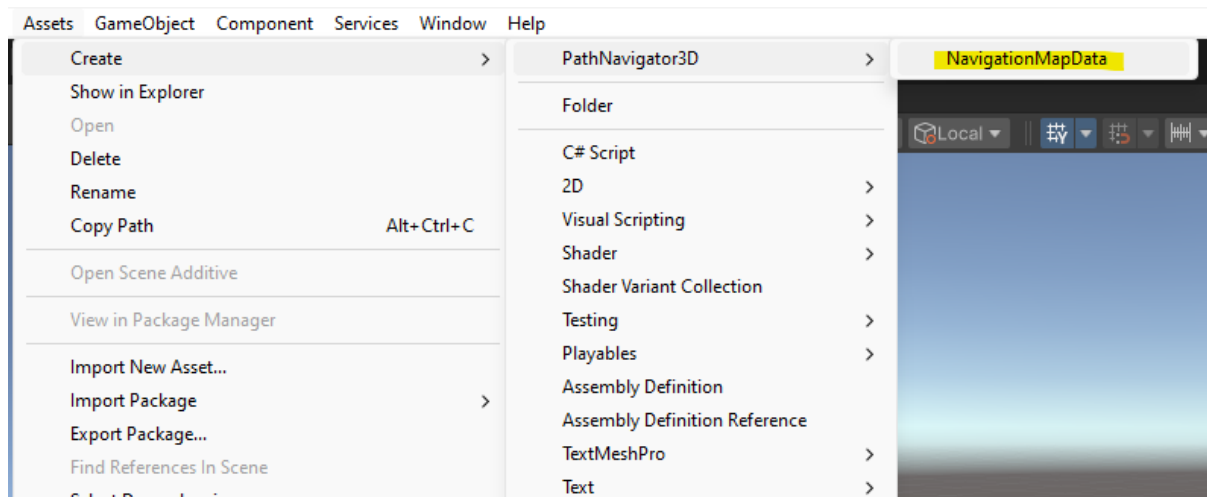 Assets GameObject Component Services Window Help
Create
Show in Explorer
Open
Delete
Rename
Copy Path Alt+Ctrl+C
Open Scene Additive
View in Package Manager
Import New Asset...
Import Package
Export Package...
Find References In Scene
PathNavigator3D
Folder
C# Script
2D
Visual Scripting
Shader
Shader Variant Collection
Testing
Playables
Assembly Definition
Assembly Definition Reference
TextMeshPro
Text
NavigationMapData
Local